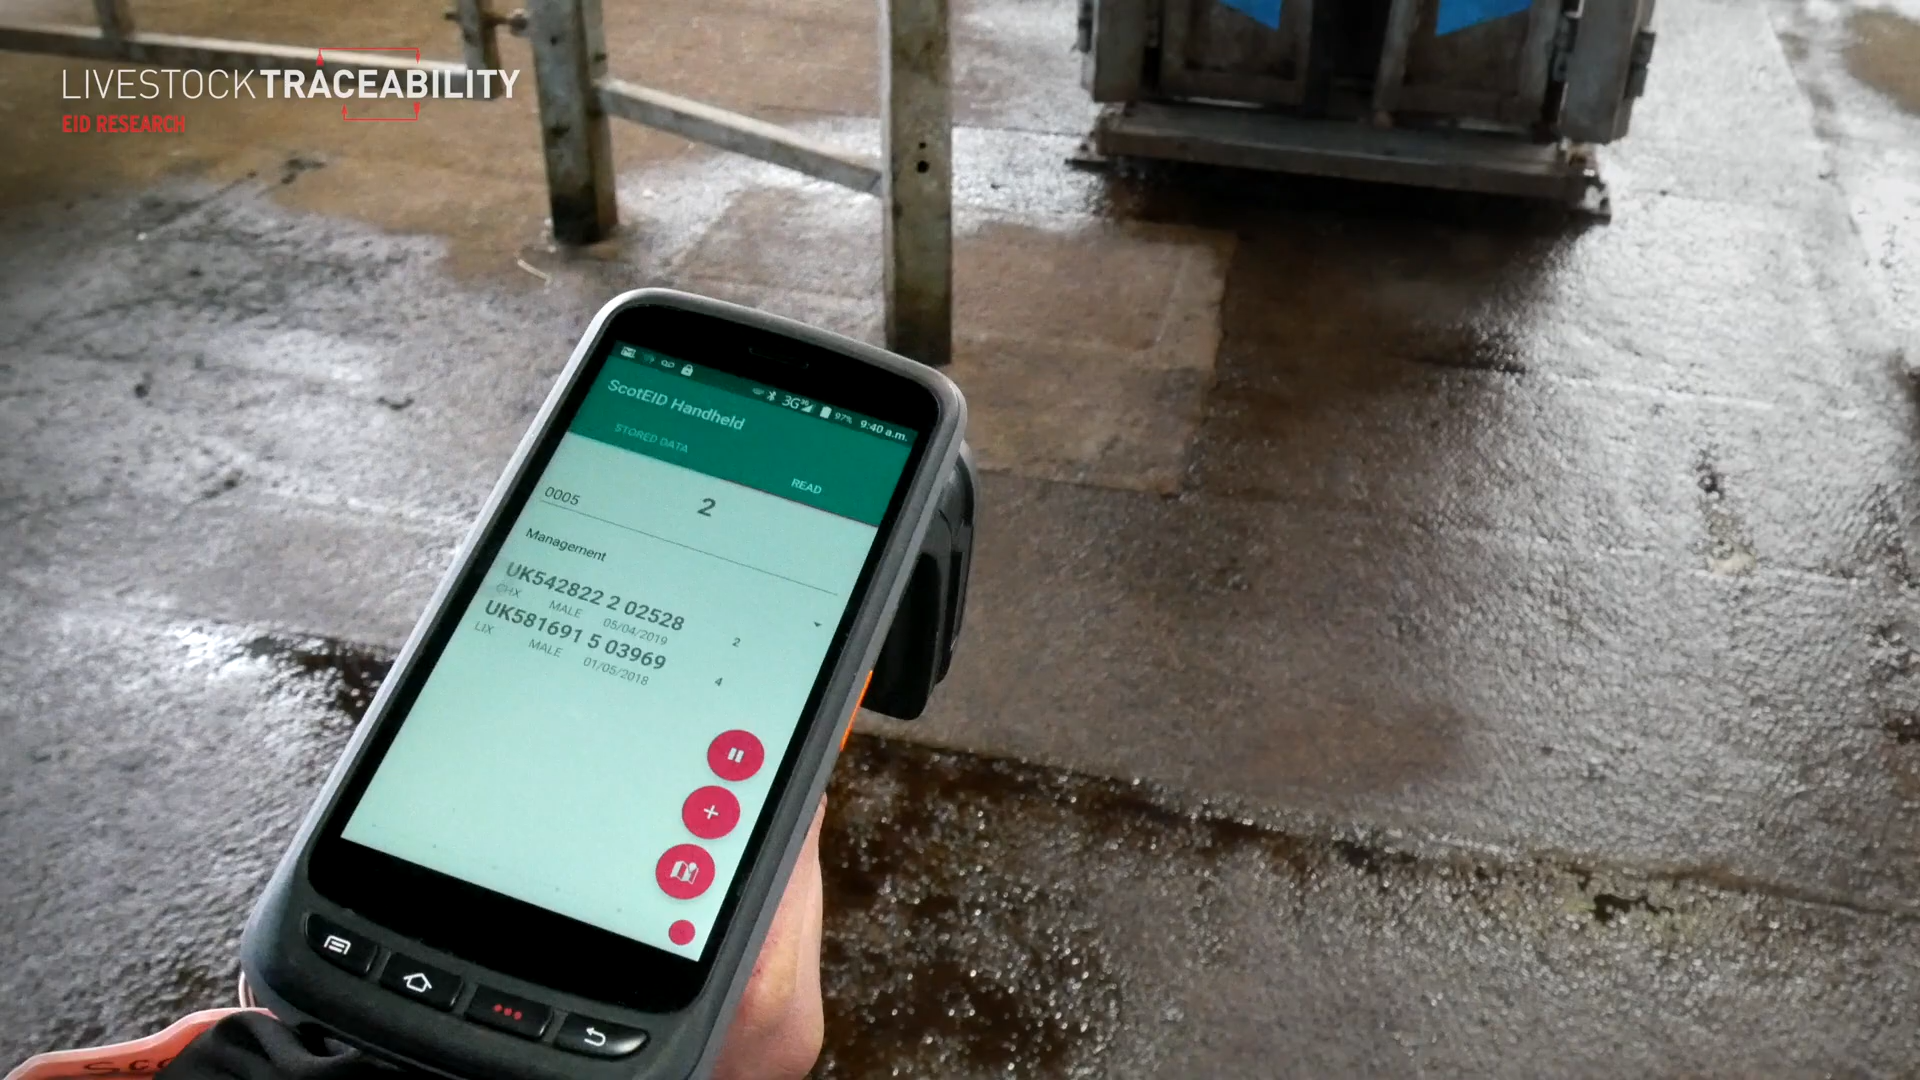 LIVESTOCKTRACEABILITY
EID RESEARCH
3G 97% 9:40 a.m.
ScotEID Handheld
STORED DATA
READ
0005
2
Management
UK542822 2 02528
CHX MALE 05/04/2019 2
UK581691 5 03969
LIX MALE 01/05/2018 4